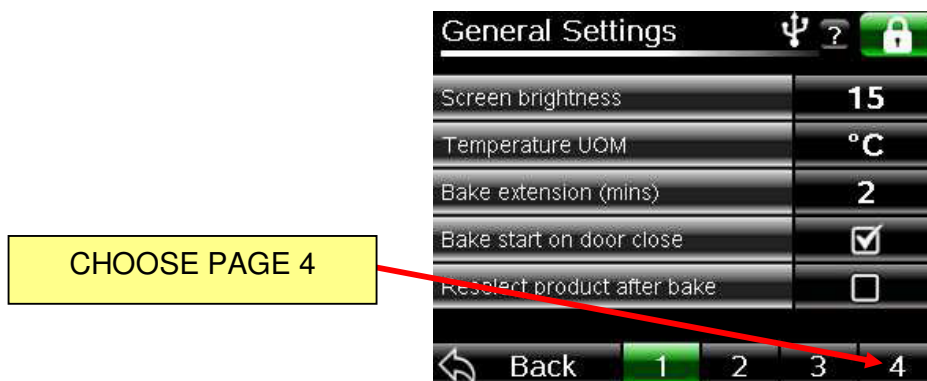 General Settings ?
Screen brightness 15
Temperature UOM °C
Bake extension (mins) 2
Bake start on door close
CHOOSE PAGE 4
Reselect product after bake
Back 1 2 3 4